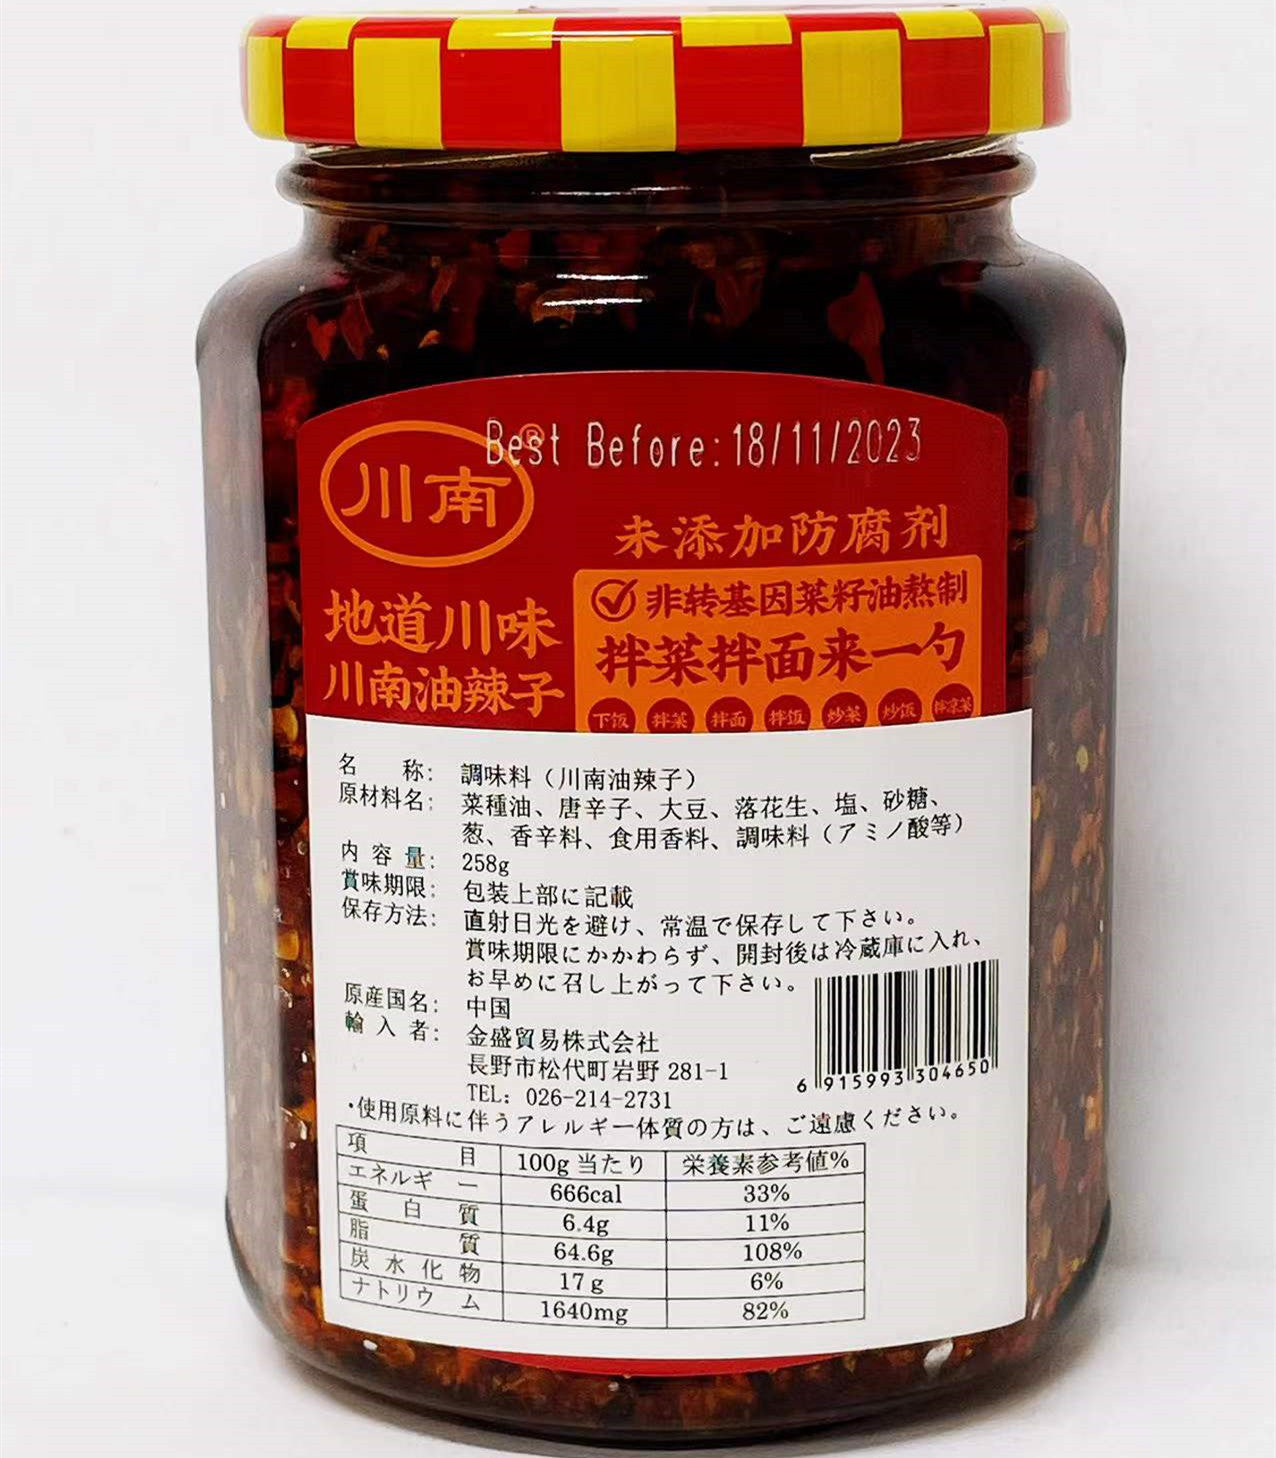 Best Before:18/11/2023
川南®
未添加防腐剂
非转基因菜籽油熬制
拌菜拌面来一勺
下饭 拌菜 拌面 拌饭 炒菜 炒饭 拌凉菜
地道川味
川南油辣子
名 称: 調味料（川南油辣子）
原材料名: 菜種油、唐辛子、大豆、落花生、塩、砂糖、
葱、香辛料、食用香料、調味料（アミノ酸等）
内容量: 258g
賞味期限: 包装上部に記載
保存方法: 直射日光を避け、常温で保存して下さい。
賞味期限にかかわらず、開封後は冷蔵庫に入れ、
お早めに召し上がって下さい。
原産国名: 中国
輸入者: 金盛貿易株式会社
長野市松代町岩野 281-1
TEL: 026-214-2731
6 915993 304650
・使用原料に伴うアレルギー体質の方は、ご遠慮ください。
項目 100g 当たり 栄養素参考値%
エネルギー 666cal 33%
蛋白質 6.4g 11%
脂質 64.6g 108%
炭水化物 17g 6%
ナトリウム 1640mg 82%